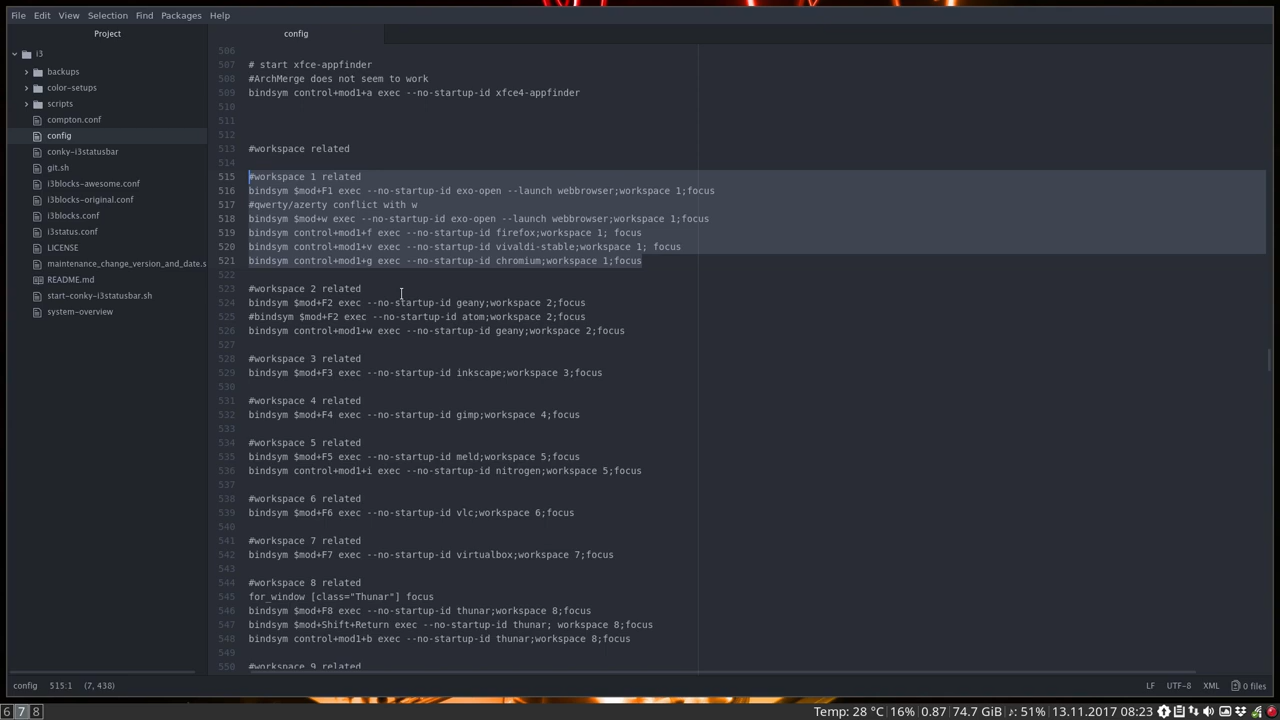 File Edit View Selection Find Packages Help
Project
config
i3
backups
color-setups
scripts
compton.conf
config
conky-i3statusbar
git.sh
i3blocks-awesome.conf
i3blocks-original.conf
i3blocks.conf
i3status.conf
LICENSE
maintenance_change_version_and_date.s
README.md
start-conky-i3statusbar.sh
system-overview
506
507 # start xfce-appfinder
508 #ArchMerge does not seem to work
509 bindsym control+mod1+a exec --no-startup-id xfce4-appfinder
510
511
512
513 #workspace related
514
515 #workspace 1 related
516 bindsym $mod+F1 exec --no-startup-id exo-open --launch webbrowser;workspace 1;focus
517 #qwerty/azerty conflict with w
518 bindsym $mod+w exec --no-startup-id exo-open --launch webbrowser;workspace 1;focus
519 bindsym control+mod1+f exec --no-startup-id firefox;workspace 1; focus
520 bindsym control+mod1+v exec --no-startup-id vivaldi-stable;workspace 1; focus
521 bindsym control+mod1+g exec --no-startup-id chromium;workspace 1;focus
522
523 #workspace 2 related
524 bindsym $mod+F2 exec --no-startup-id geany;workspace 2;focus
525 #bindsym $mod+F2 exec --no-startup-id atom;workspace 2;focus
526 bindsym control+mod1+w exec --no-startup-id geany;workspace 2;focus
527
528 #workspace 3 related
529 bindsym $mod+F3 exec --no-startup-id inkscape;workspace 3;focus
530
531 #workspace 4 related
532 bindsym $mod+F4 exec --no-startup-id gimp;workspace 4;focus
533
534 #workspace 5 related
535 bindsym $mod+F5 exec --no-startup-id meld;workspace 5;focus
536 bindsym control+mod1+i exec --no-startup-id nitrogen;workspace 5;focus
537
538 #workspace 6 related
539 bindsym $mod+F6 exec --no-startup-id vlc;workspace 6;focus
540
541 #workspace 7 related
542 bindsym $mod+F7 exec --no-startup-id virtualbox;workspace 7;focus
543
544 #workspace 8 related
545 for_window [class="Thunar"] focus
546 bindsym $mod+F8 exec --no-startup-id thunar;workspace 8;focus
547 bindsym $mod+Shift+Return exec --no-startup-id thunar; workspace 8;focus
548 bindsym control+mod1+b exec --no-startup-id thunar;workspace 8;focus
549
550 #workspace 9 related
config 515:1 (7, 438) LF UTF-8 XML 0 files
6 7 8 Temp: 28 °C 16% 0.87 74.7 GiB ♪: 51% 13.11.2017 08:23